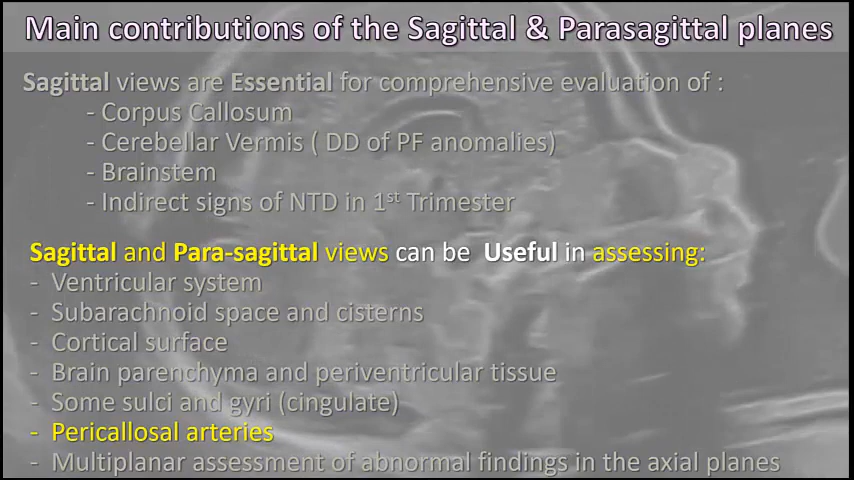 Main contributions of the Sagittal & Parasagittal planes
Sagittal views are Essential for comprehensive evaluation of :
- Corpus Callosum
- Cerebellar Vermis ( DD of PF anomalies)
- Brainstem
- Indirect signs of NTD in 1st Trimester
Sagittal and Para-sagittal views can be Useful in assessing:
- Ventricular system
- Subarachnoid space and cisterns
- Cortical surface
- Brain parenchyma and periventricular tissue
- Some sulci and gyri (cingulate)
- Pericallosal arteries
- Multiplanar assessment of abnormal findings in the axial planes